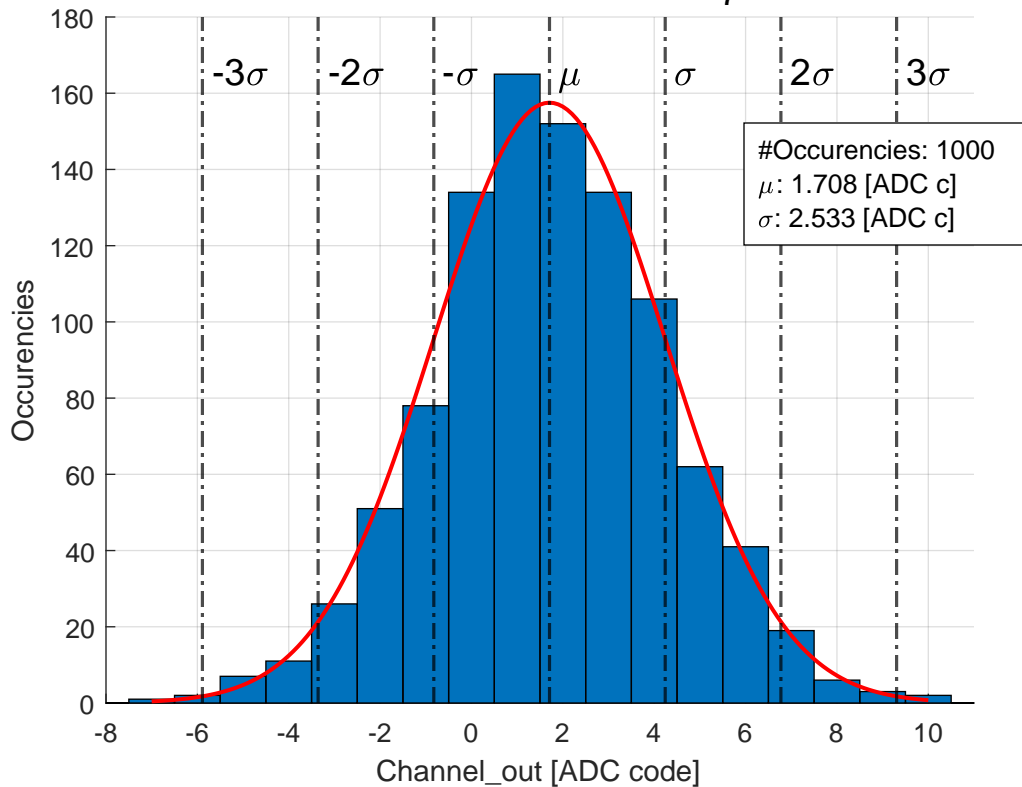 180
160
140
120
100
80
60
40
20
0
-3σ -2σ -σ μ σ 2σ 3σ
#Occurencies: 1000
μ: 1.708 [ADC c]
σ: 2.533 [ADC c]
Occurencies
-8 -6 -4 -2 0 2 4 6 8 10
Channel_out [ADC code]